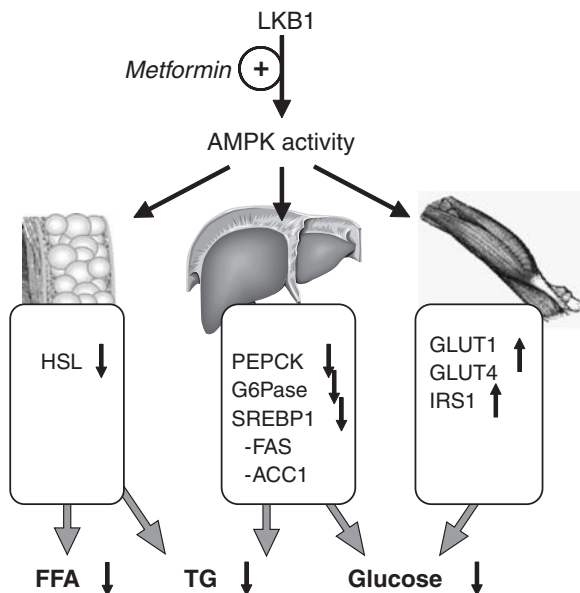 LKB1
Metformin +
AMPK activity
HSL
PEPCK
G6Pase
SREBP1
-FAS
-ACC1
GLUT1
GLUT4
IRS1
FFA TG Glucose